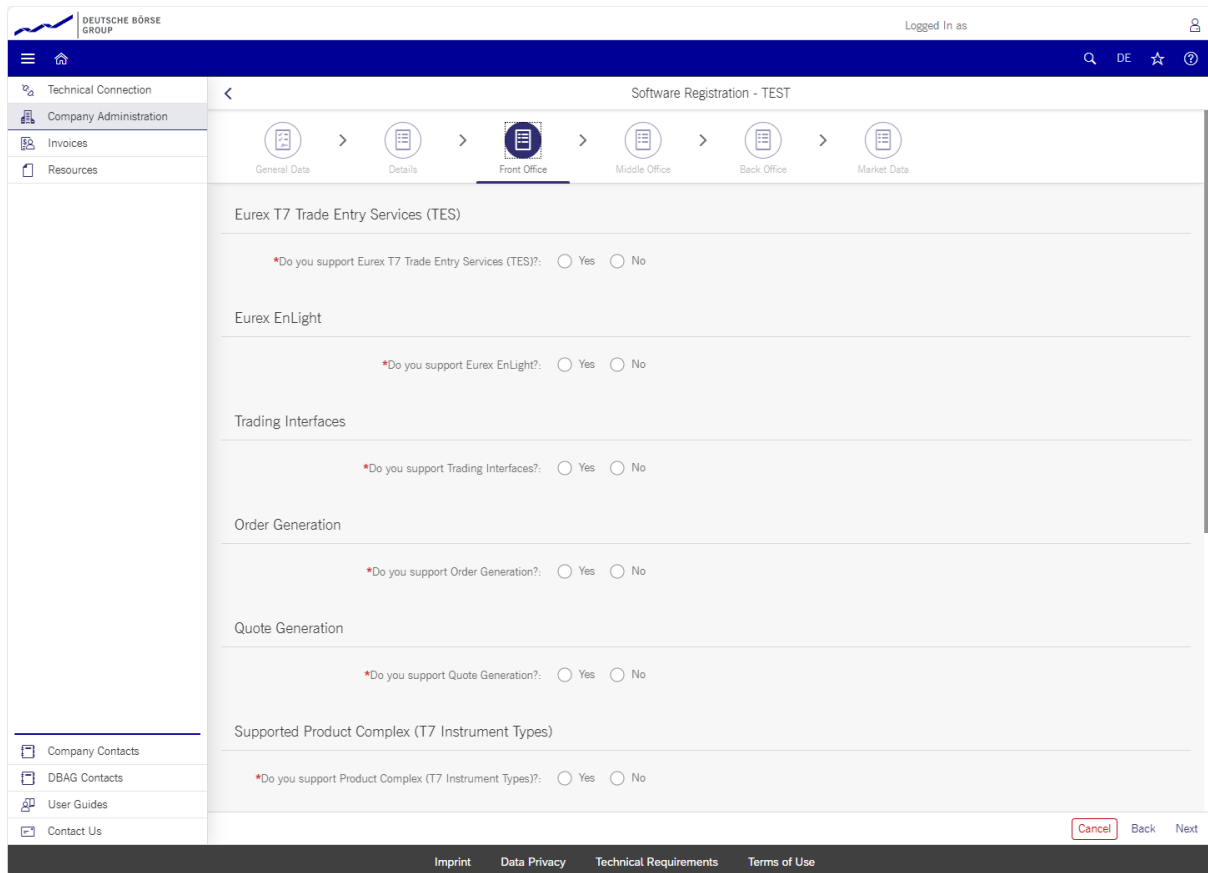 DEUTSCHE BÖRSE
GROUP
Logged In as
DE
Technical Connection
Company Administration
Invoices
Resources
Software Registration - TEST
General Data
Details
Front Office
Middle Office
Back Office
Market Data
Eurex T7 Trade Entry Services (TES)
*Do you support Eurex T7 Trade Entry Services (TES)?: Yes No
Eurex EnLight
*Do you support Eurex EnLight?: Yes No
Trading Interfaces
*Do you support Trading Interfaces?: Yes No
Order Generation
*Do you support Order Generation?: Yes No
Quote Generation
*Do you support Quote Generation?: Yes No
Supported Product Complex (T7 Instrument Types)
*Do you support Product Complex (T7 Instrument Types)?: Yes No
Company Contacts
DBAG Contacts
User Guides
Contact Us
Cancel Back Next
Imprint Data Privacy Technical Requirements Terms of Use